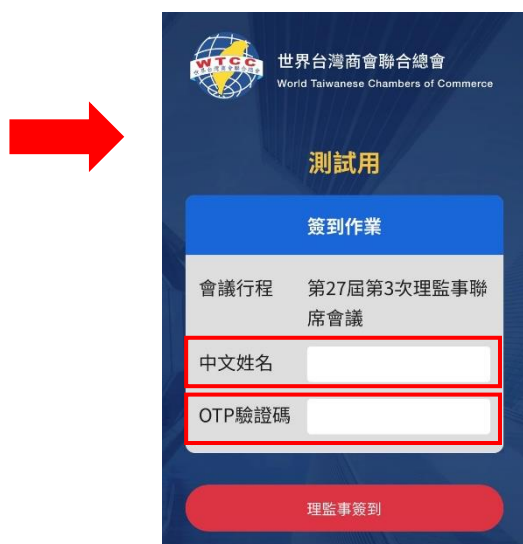 WTCC
世界台灣商會聯合總會
World Taiwanese Chambers of Commerce
測試用
簽到作業
會議行程
第27屆第3次理監事聯
席會議
中文姓名
OTP驗證碼
理監事簽到